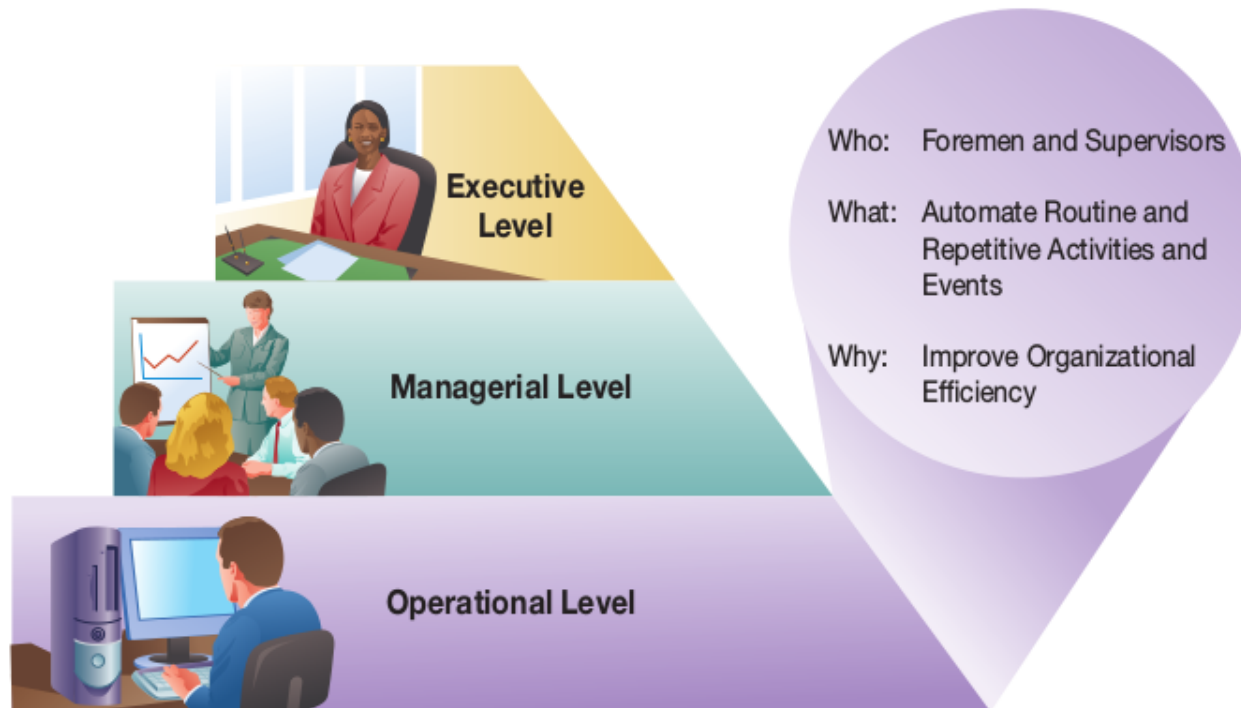 Executive
Level
Managerial Level
Operational Level
Who: Foremen and Supervisors
What: Automate Routine and
Repetitive Activities and
Events
Why: Improve Organizational
Efficiency